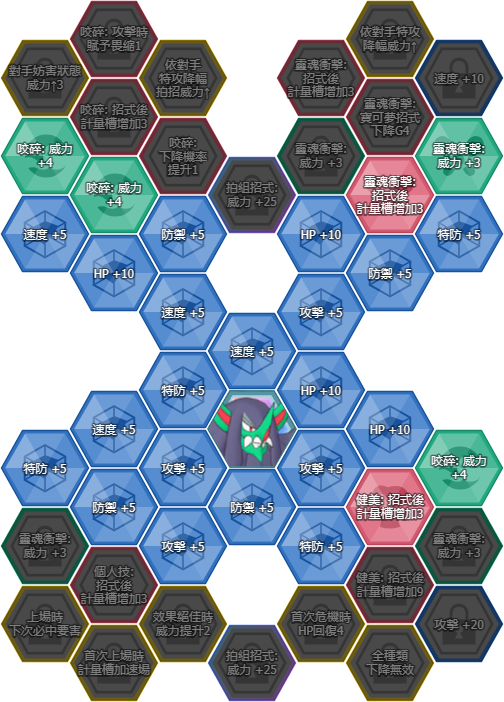 咬碎: 攻擊時
賦予畏縮1
依對手特攻
降幅威力↑
對手妨害狀態
威力↑3
依對手
特攻降幅
拍招威力↑
靈魂衝擊:
招式後
計量槽增加3
速度 +10
咬碎: 招式後
計量槽增加3
靈魂衝擊:
寶可夢招式
下降G4
咬碎: 威力
+4
咬碎:
下降機率
提升1
靈魂衝擊:
威力 +3
靈魂衝擊:
威力 +3
咬碎: 威力
+4
拍組招式:
威力 +25
靈魂衝擊:
招式後
計量槽增加3
速度 +5
防禦 +5
HP +10
特防 +5
HP +10
防禦 +5
速度 +5
攻擊 +5
速度 +5
特防 +5
HP +10
速度 +5
HP +10
特防 +5
攻擊 +5
攻擊 +5
咬碎: 威力
+4
防禦 +5
防禦 +5
健美: 招式後
計量槽增加3
靈魂衝擊:
威力 +3
攻擊 +5
特防 +5
靈魂衝擊:
威力 +3
個人技:
招式後
計量槽增加3
健美: 招式後
計量槽增加9
上場時
下次必中要害
效果絕佳時
威力提升2
首次危機時
HP回復4
攻擊 +20
首次上場時
計量槽加速場
拍組招式:
威力 +25
全種類
下降無效